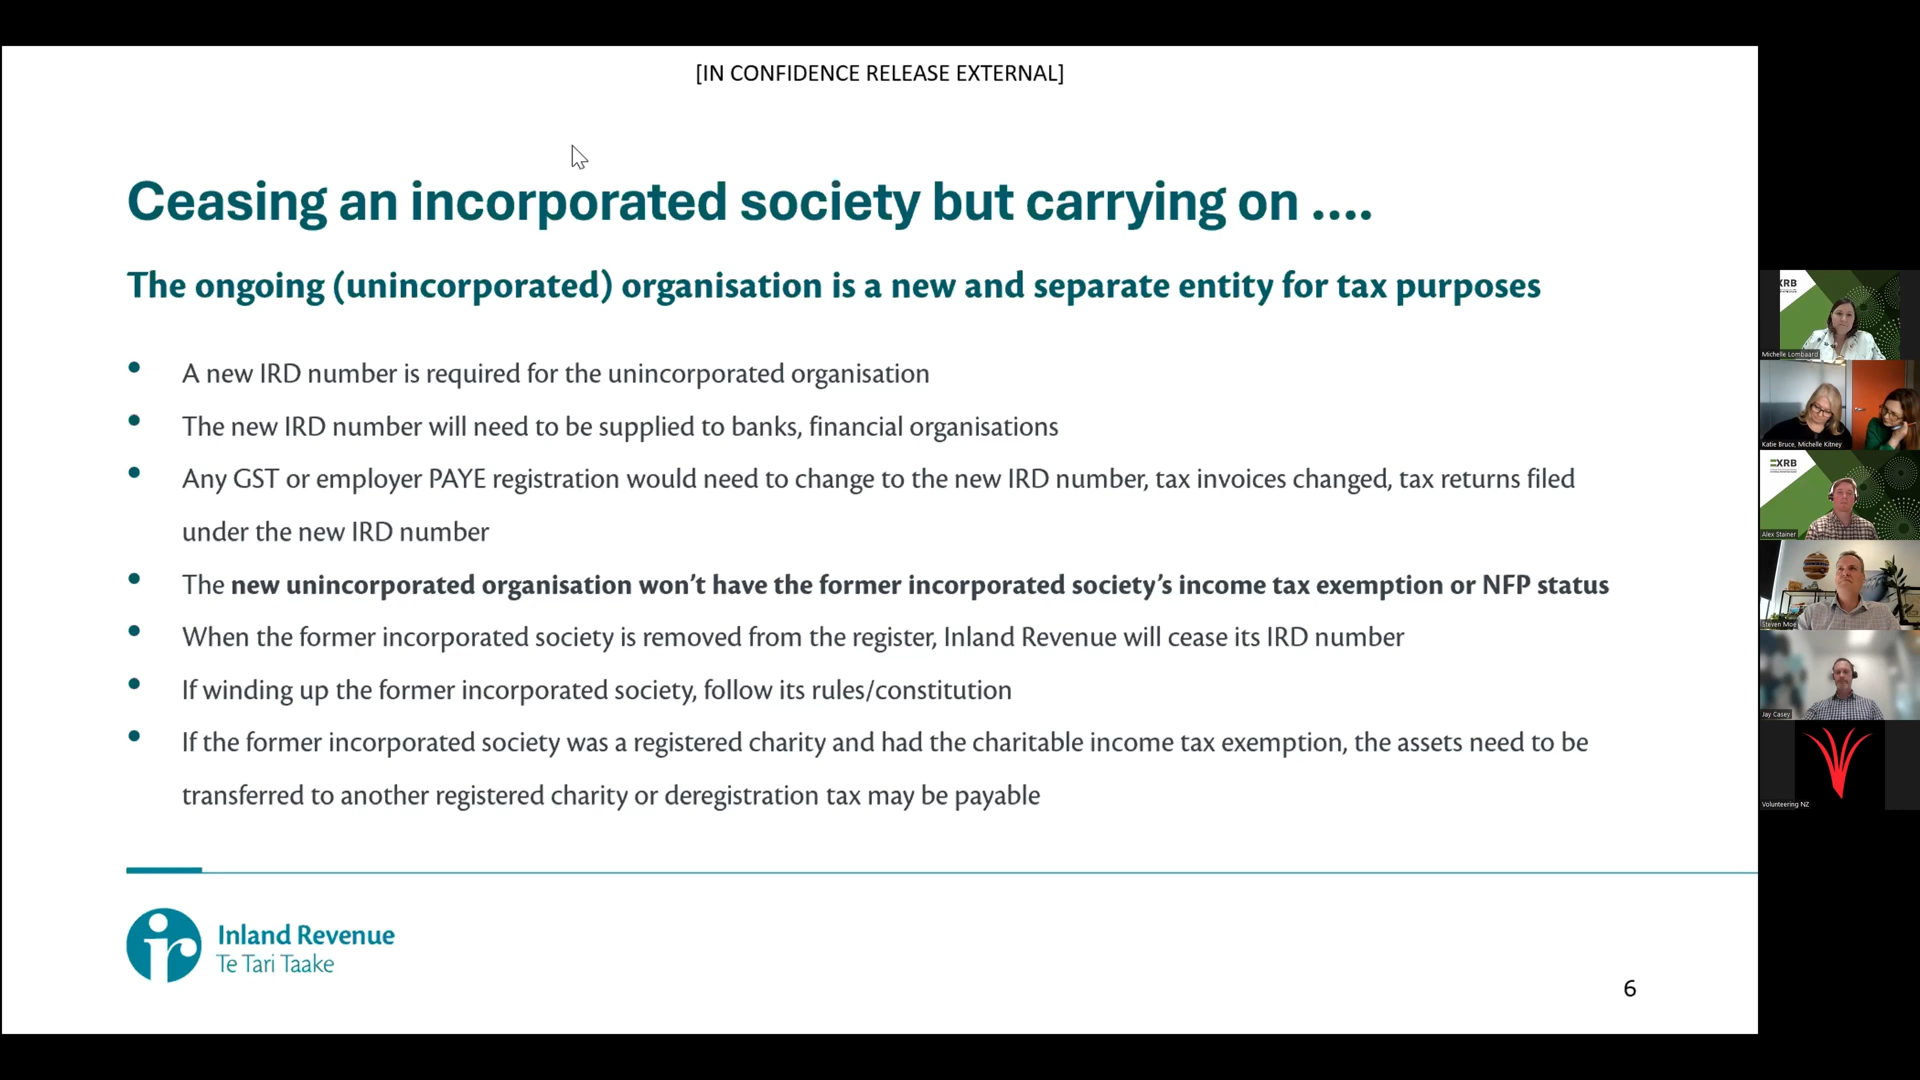 [IN CONFIDENCE RELEASE EXTERNAL]
Ceasing an incorporated society but carrying on ....
The ongoing (unincorporated) organisation is a new and separate entity for tax purposes
• A new IRD number is required for the unincorporated organisation
• The new IRD number will need to be supplied to banks, financial organisations
• Any GST or employer PAYE registration would need to change to the new IRD number, tax invoices changed, tax returns filed
under the new IRD number
• The new unincorporated organisation won’t have the former incorporated society’s income tax exemption or NFP status
• When the former incorporated society is removed from the register, Inland Revenue will cease its IRD number
• If winding up the former incorporated society, follow its rules/constitution
• If the former incorporated society was a registered charity and had the charitable income tax exemption, the assets need to be
transferred to another registered charity or deregistration tax may be payable
ir
Inland Revenue
Te Tari Taake
6
XRB
Michelle Lombaard
Katie Bruce, Michelle Kitney
XRB
Alex Stainer
Steven Moe
Jay Casey
Volunteering NZ